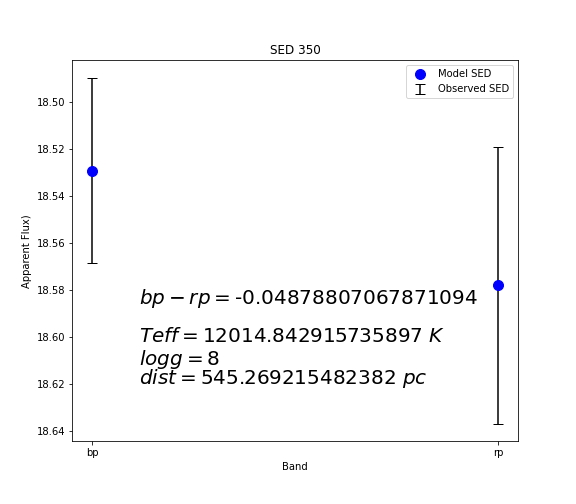 SED 350
Model SED
Observed SED
18.50
18.52
18.54
18.56
18.58
18.60
18.62
18.64
Apparent Flux)
bp − rp = -0.04878807067871094
Teff = 12014.842915735897 K
logg = 8
dist = 545.269215482382 pc
bp
rp
Band